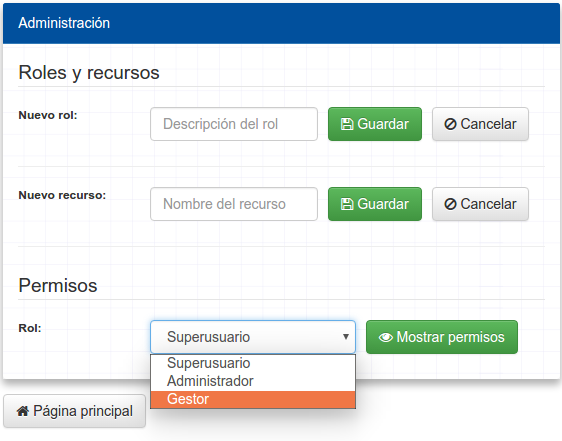 Administración
Roles y recursos
Nuevo rol: Descripción del rol Guardar Cancelar
Nuevo recurso: Nombre del recurso Guardar Cancelar
Permisos
Rol: Superusuario Mostrar permisos
Superusuario
Administrador
Gestor
Página principal